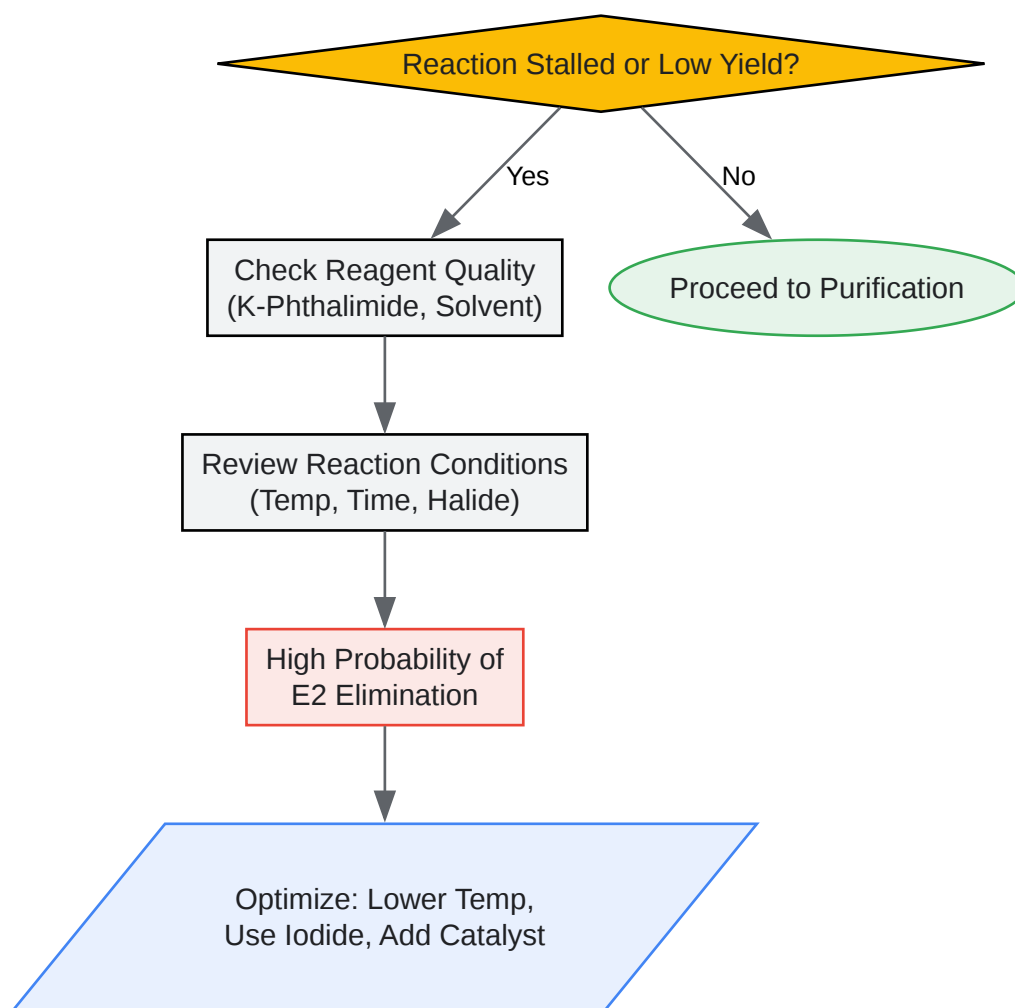 Reaction Stalled or Low Yield?
Yes
No
Check Reagent Quality
(K-Phthalimide, Solvent)
Proceed to Purification
Review Reaction Conditions
(Temp, Time, Halide)
High Probability of
E2 Elimination
Optimize: Lower Temp,
Use Iodide, Add Catalyst